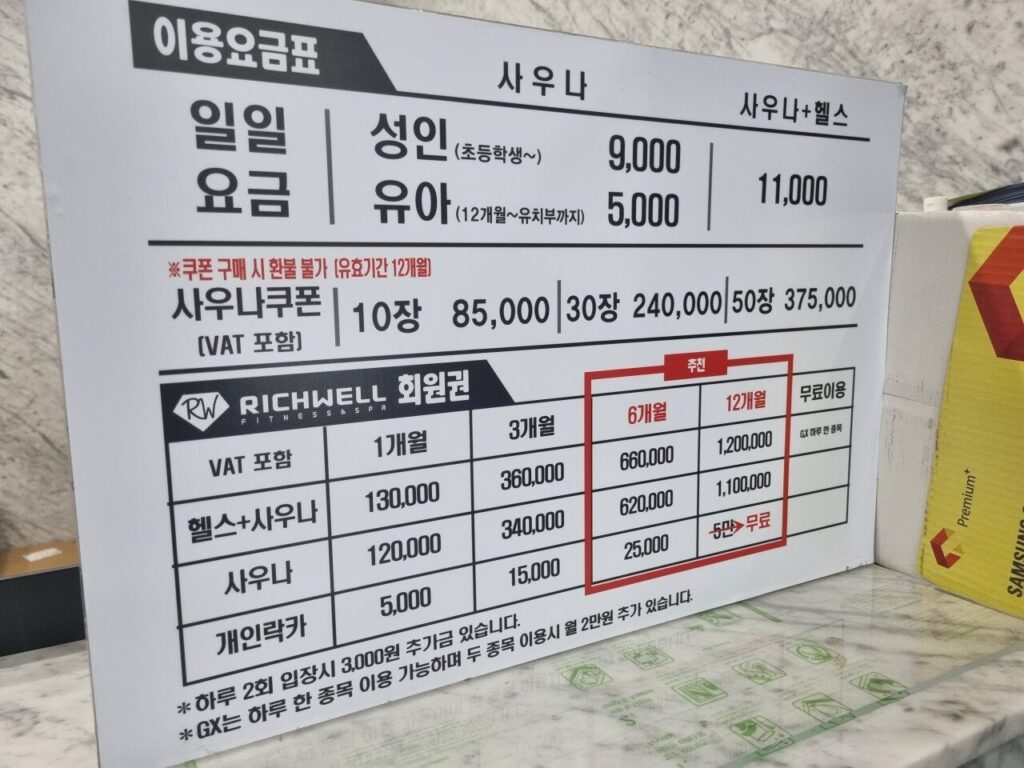 이용요금표
사우나
사우나+헬스
일일 요금
성인 (초등학생~) 9,000
유아 (12개월~유치부까지) 5,000
11,000
※쿠폰 구매 시 환불 불가 (유효기간 12개월)
사우나쿠폰 10장 85,000 30장 240,000 50장 375,000
(VAT 포함)
RW RICHWELL 회원권
FITNESS & SPA
추천
VAT 포함 1개월 3개월 6개월 12개월 무료이용
헬스+사우나 130,000 360,000 660,000 1,200,000 GX 하루 한 종목
사우나 120,000 340,000 620,000 1,100,000
개인락카 5,000 15,000 25,000 5만 무료
*하루 2회 입장시 3,000원 추가금 있습니다.
*GX는 하루 한 종목 이용 가능하며 두 종목 이용시 월 2만원 추가 있습니다.
Premium+
SAMSUNG